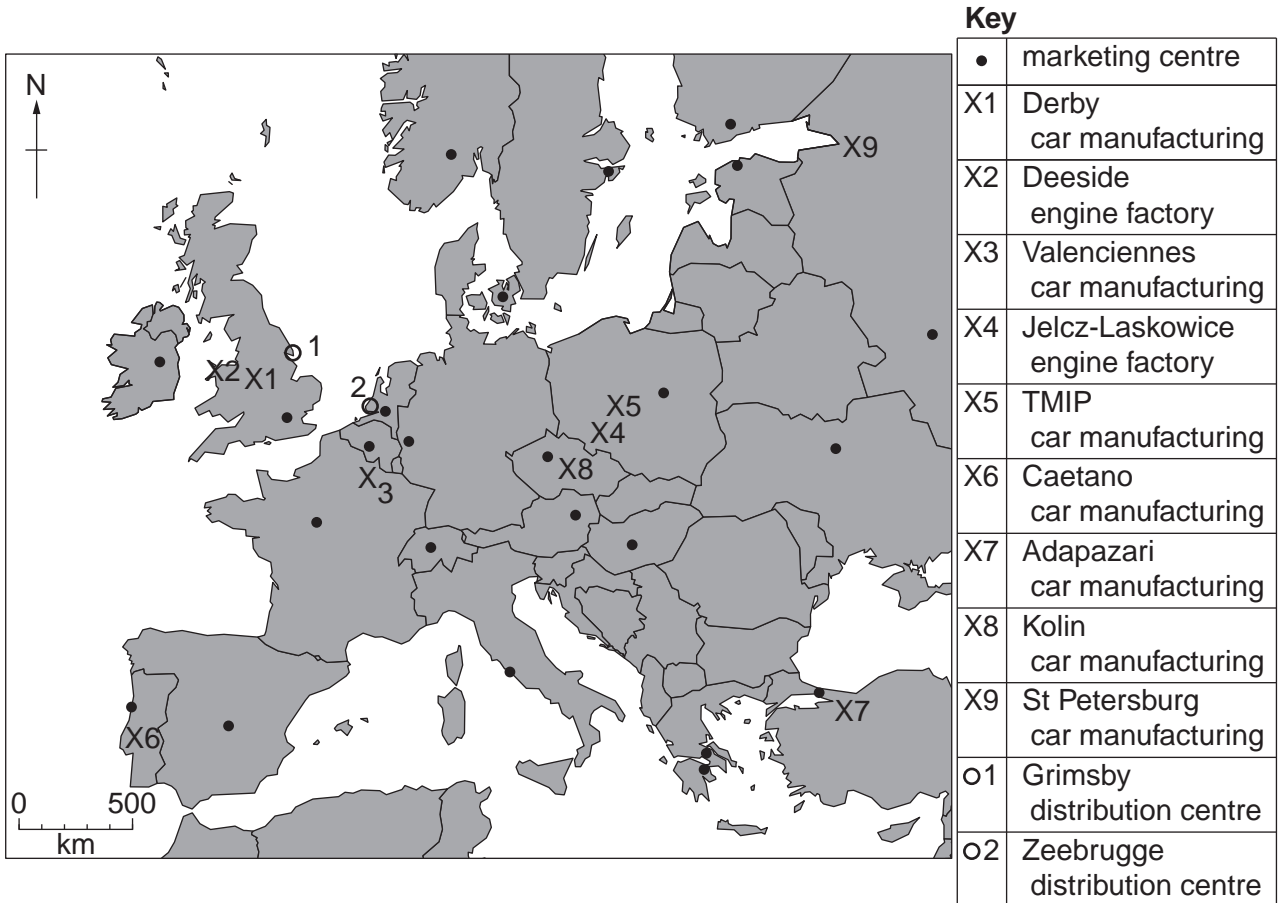 Key
marketing centre
X1 Derby
car manufacturing
X2 Deeside
engine factory
X3 Valenciennes
car manufacturing
X4 Jelcz-Laskowice
engine factory
X5 TMIP
car manufacturing
X6 Caetano
car manufacturing
X7 Adapazari
car manufacturing
X8 Kolin
car manufacturing
X9 St Petersburg
car manufacturing
1 Grimsby
distribution centre
2 Zeebrugge
distribution centre
N
X9
1
X2 X1
2
X5
X4
X8
X3
X7
X6
0 500
km